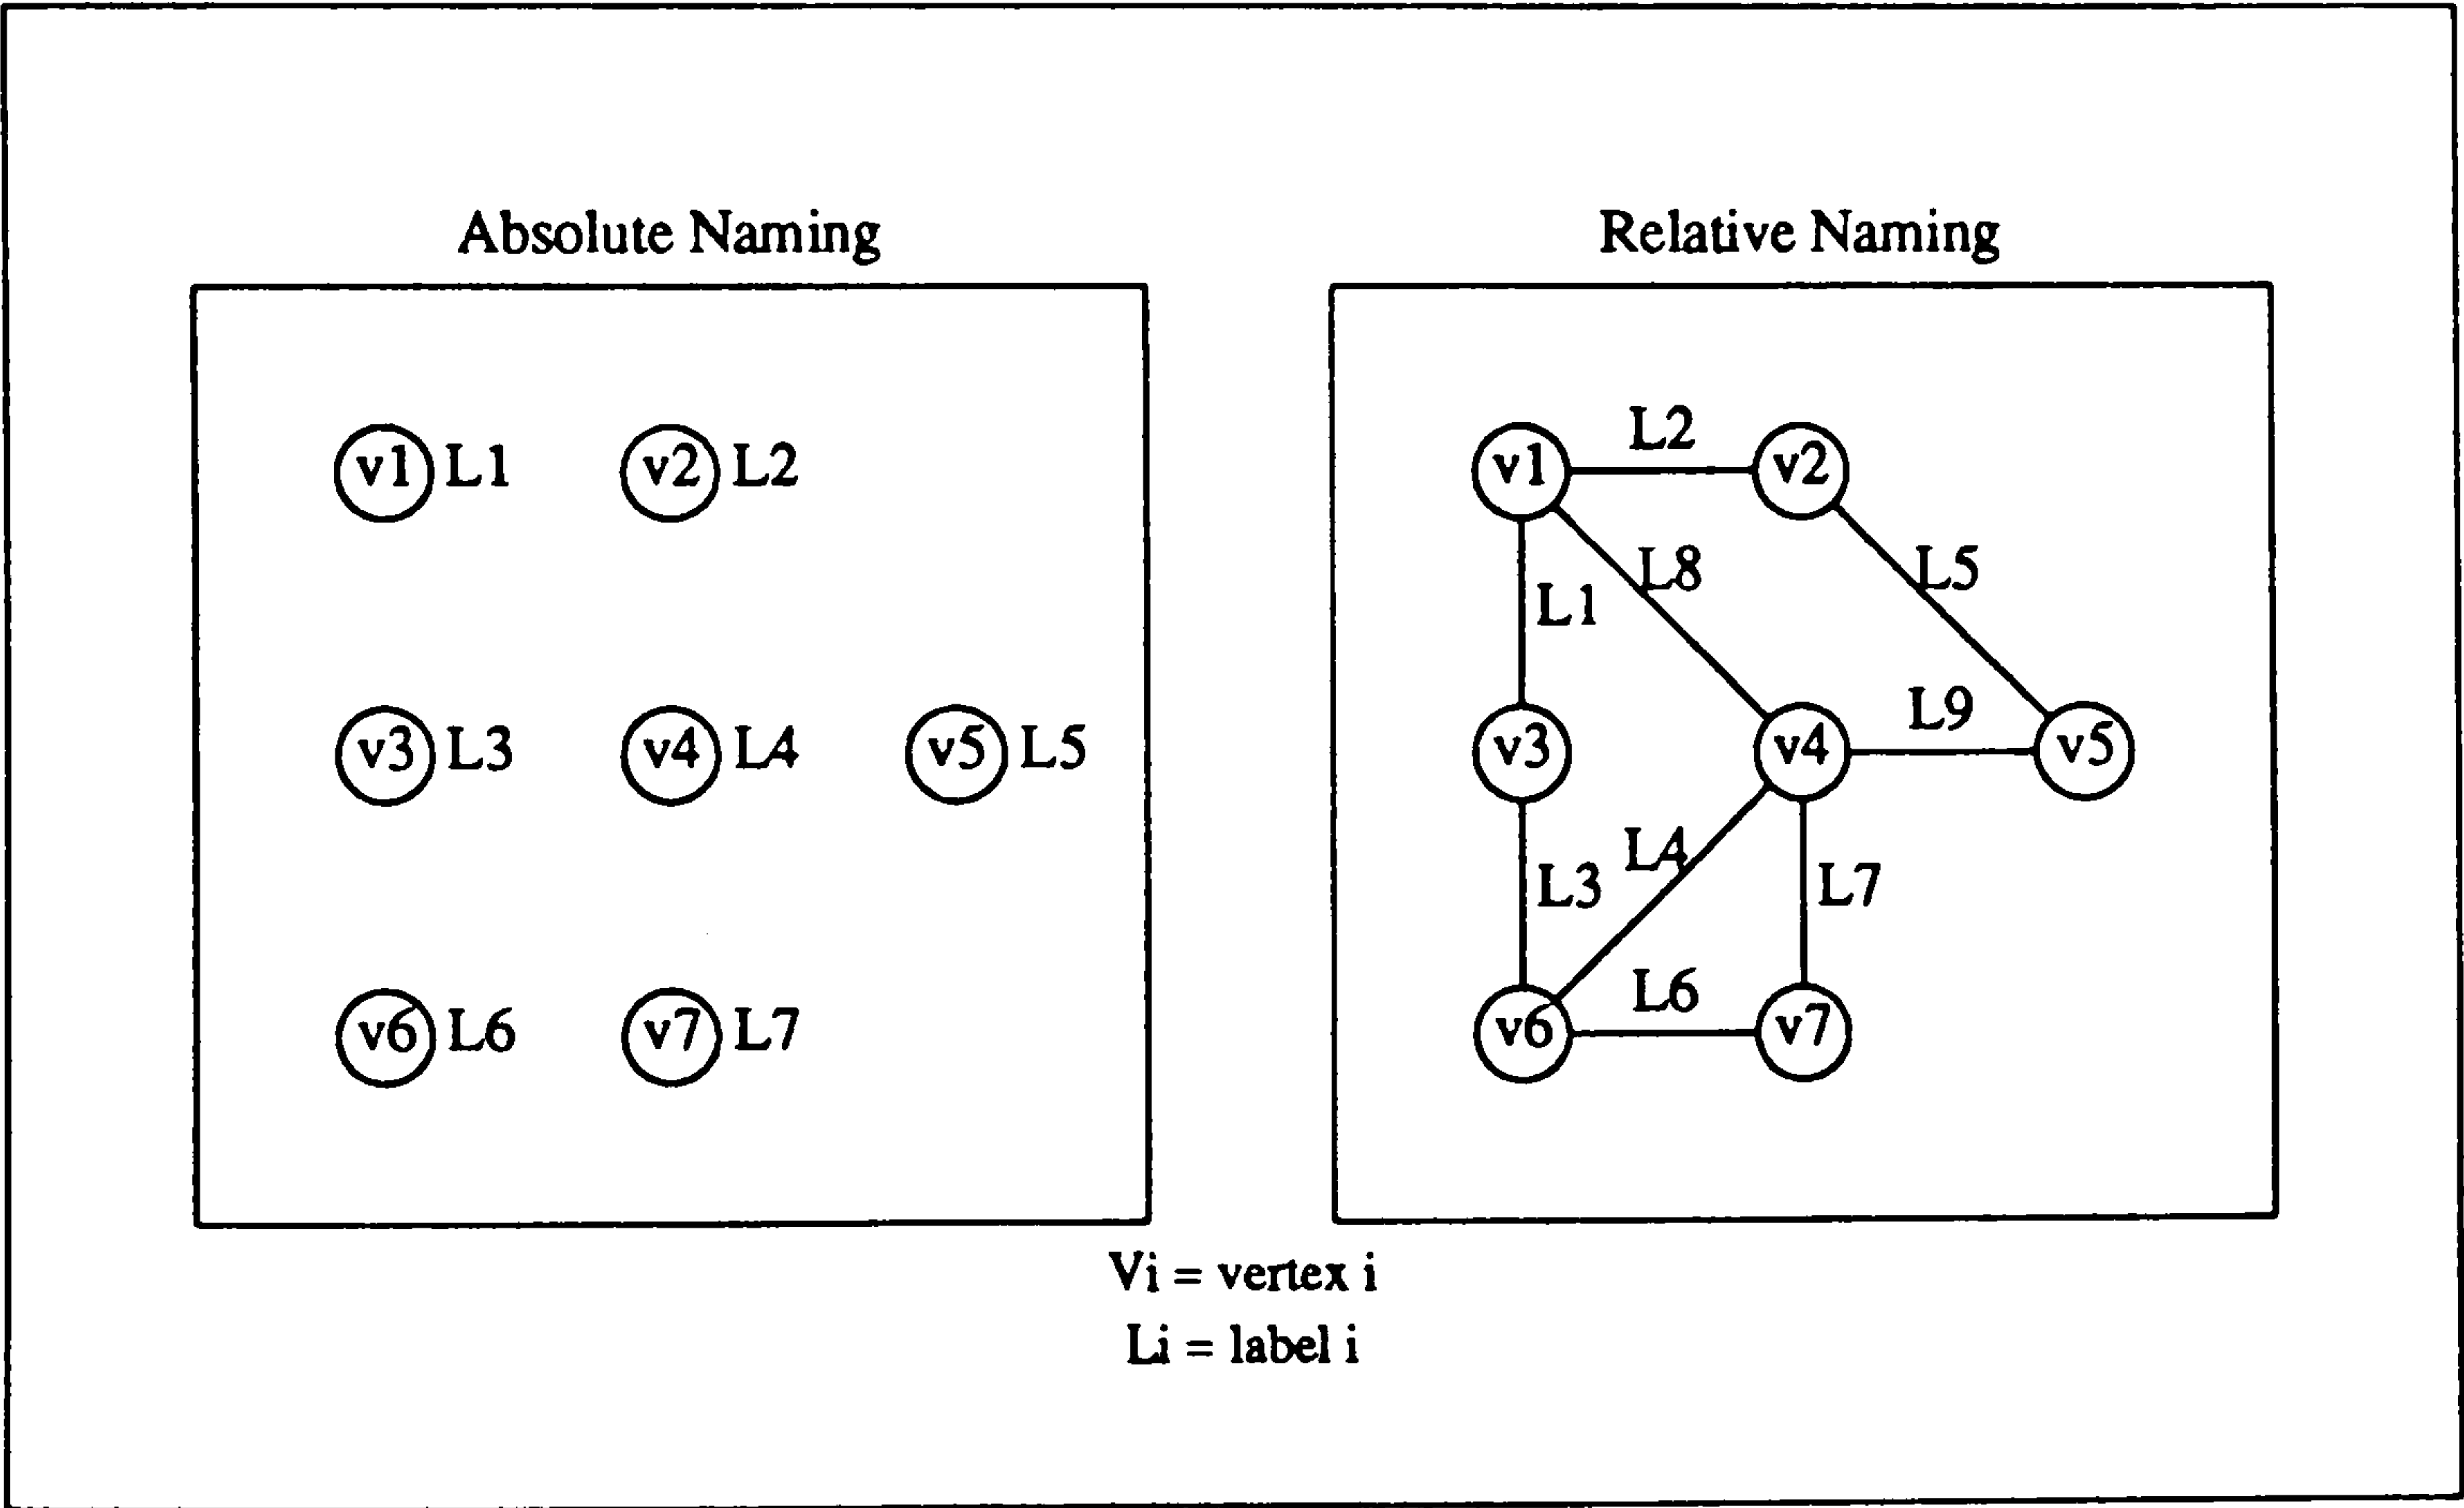 Absolute Naming
Relative Naming
v1 L1 v2 L2
v3 L3 v4 L4 v5 L5
v6 L6 v7 L7
L2
v1 v2
L8 L5
L1
L9
v3 v4 v5
L4
L3 L7
L6
v6 v7
Vi = vertex i
Li = label i